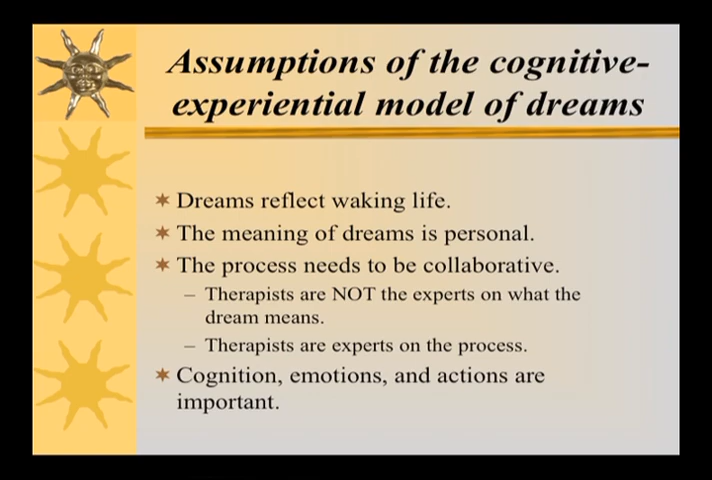 Assumptions of the cognitive-
experiential model of dreams
Dreams reflect waking life.
The meaning of dreams is personal.
The process needs to be collaborative.
– Therapists are NOT the experts on what the
dream means.
– Therapists are experts on the process.
Cognition, emotions, and actions are
important.